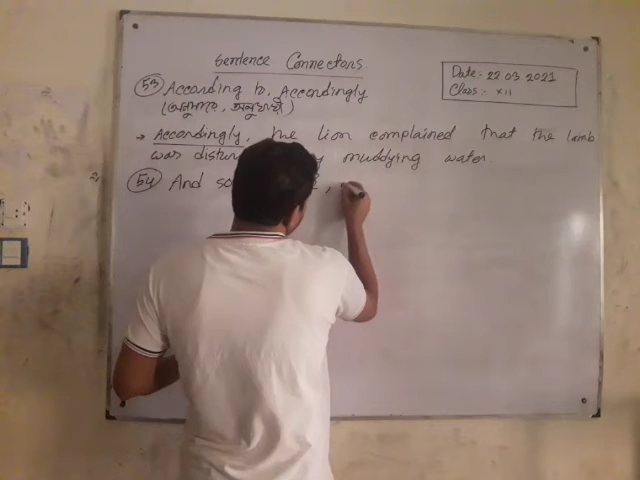 Sentence Connectors
Date:- 22 03 2021
Class:- XII
53 According to, Accordingly
(অনুসারে, অনুযায়ী)
→ Accordingly, the lion complained that the lamb
was muddying water.
54 And so